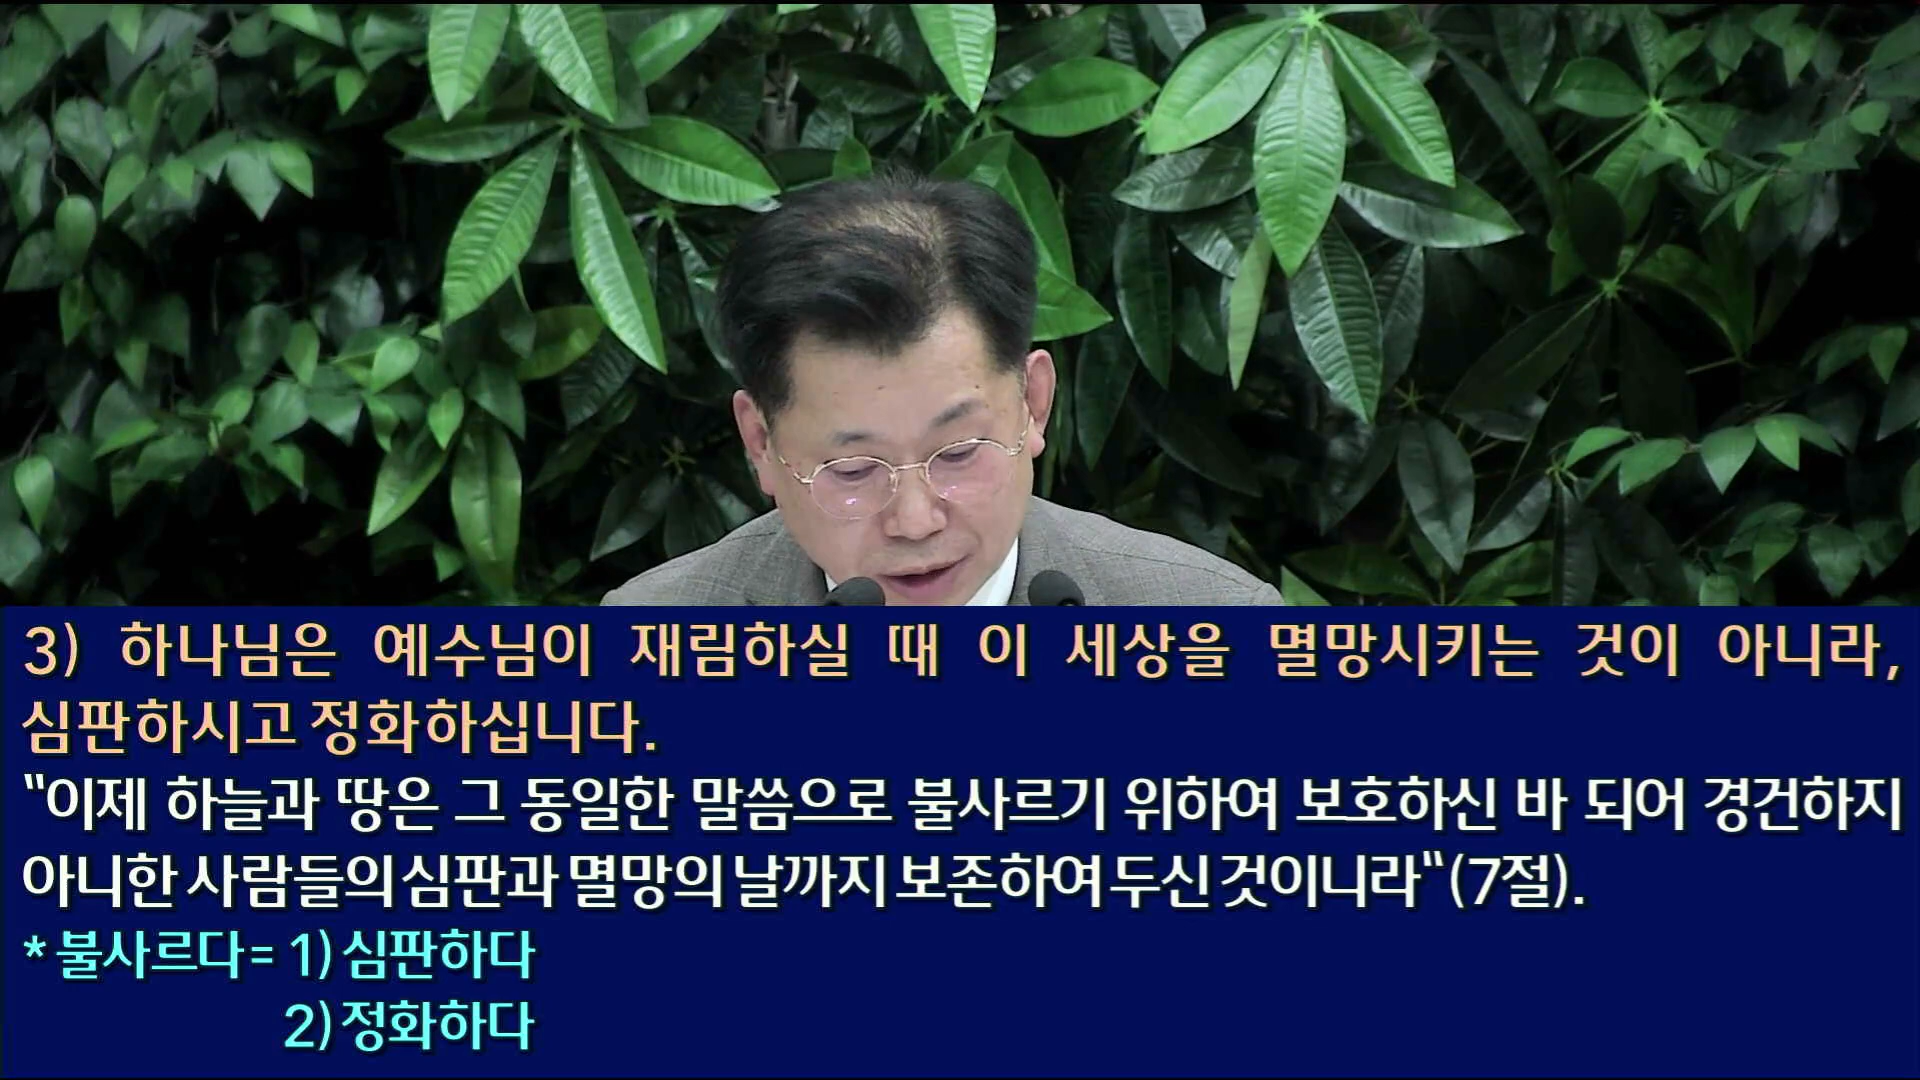 3) 하나님은 예수님이 재림하실 때 이 세상을 멸망시키는 것이 아니라,
심판하시고 정화하십니다.
“이제 하늘과 땅은 그 동일한 말씀으로 불사르기 위하여 보호하신 바 되어 경건하지
아니한 사람들의 심판과 멸망의 날까지 보존하여 두신 것이니라“(7절).
* 불사르다= 1) 심판하다
2) 정화하다